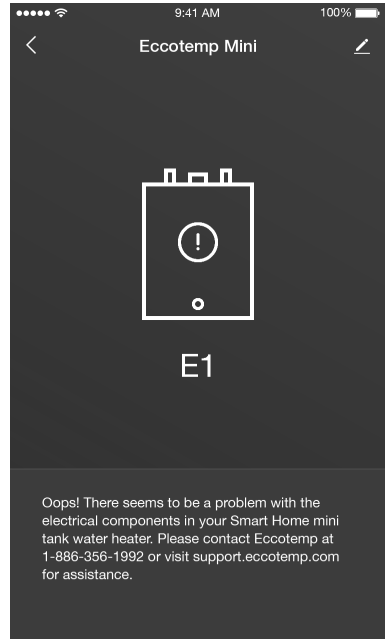 9:41 AM 100%
Eccotemp Mini
!
E1
Oops! There seems to be a problem with the
electrical components in your Smart Home mini
tank water heater. Please contact Eccotemp at
1-886-356-1992 or visit support.eccotemp.com
for assistance.